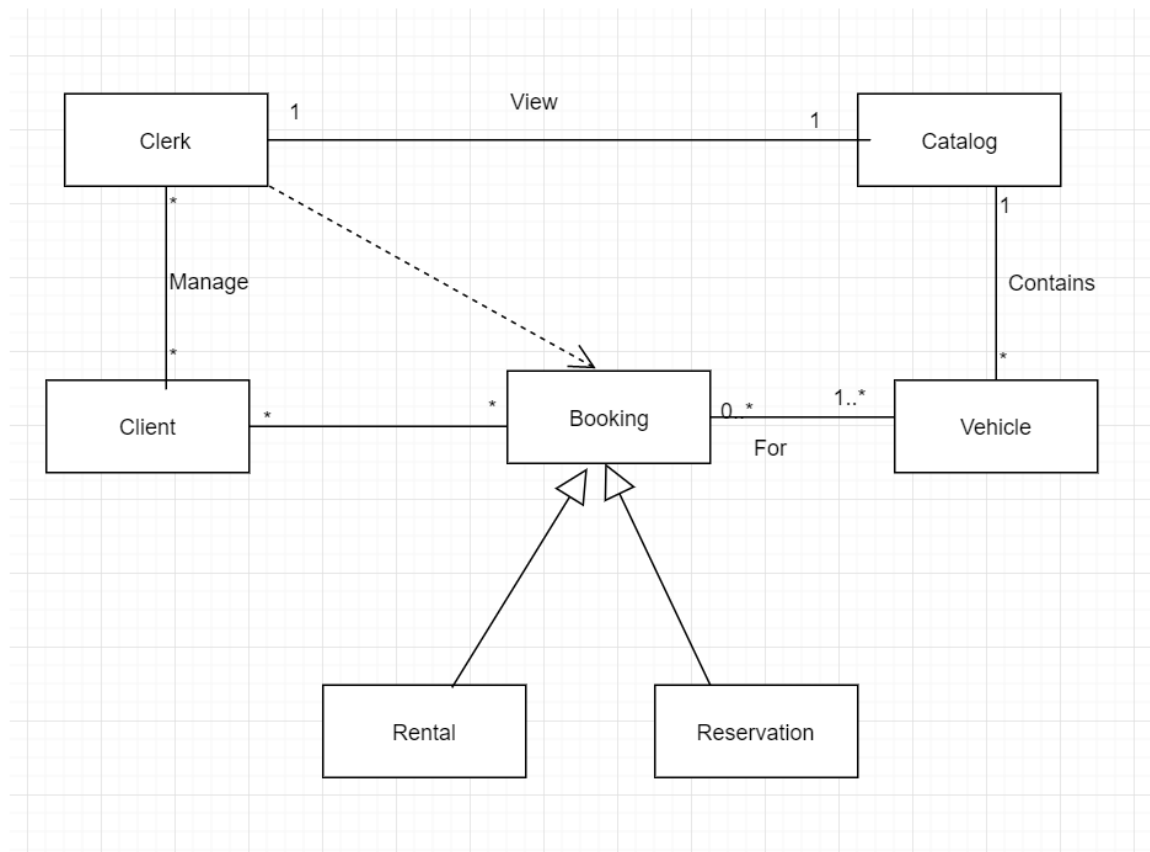 View
1
1
Clerk
Catalog
*
1
Manage
Contains
*
*
Client
*
*
Booking
0..*
1..*
Vehicle
For
Rental
Reservation